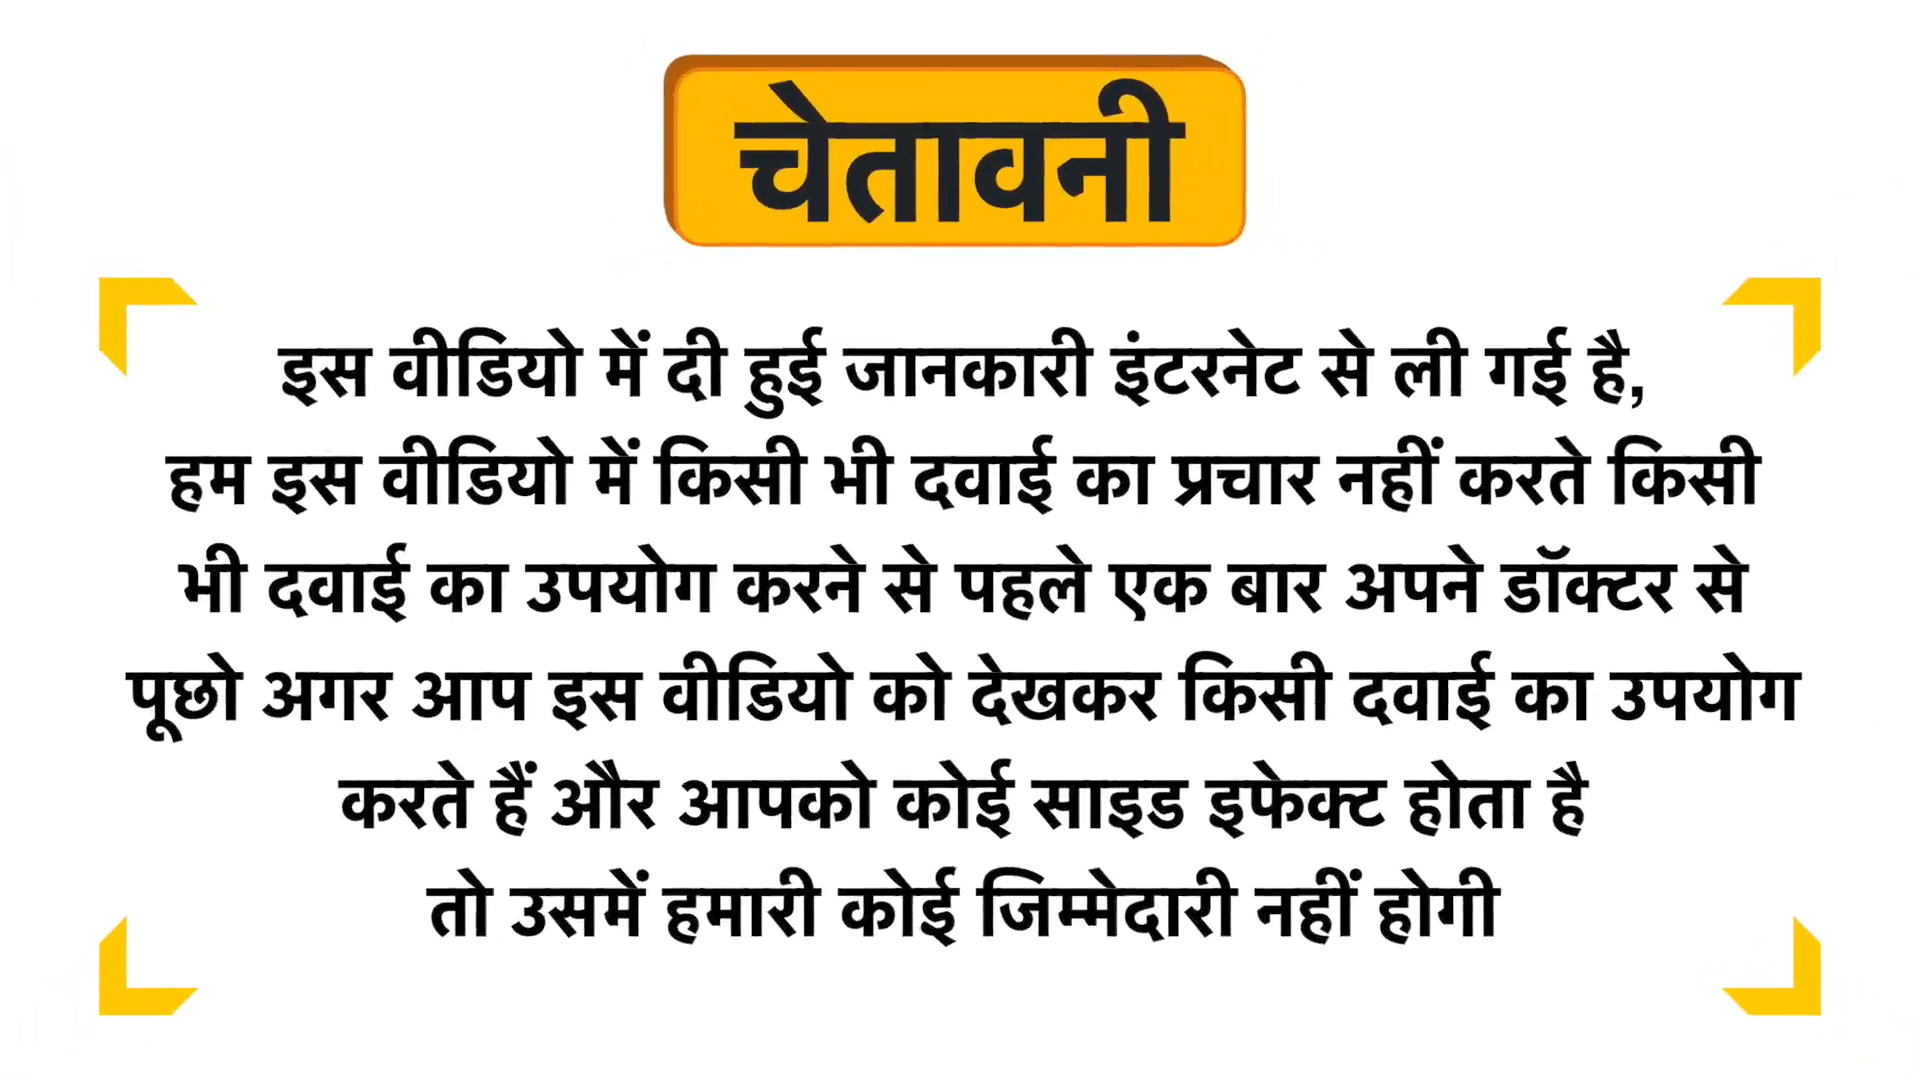 चेतावनी
इस वीडियो में दी हुई जानकारी इंटरनेट से ली गई है,
हम इस वीडियो में किसी भी दवाई का प्रचार नहीं करते किसी
भी दवाई का उपयोग करने से पहले एक बार अपने डॉक्टर से
पूछो अगर आप इस वीडियो को देखकर किसी दवाई का उपयोग
करते हैं और आपको कोई साइड इफेक्ट होता है
तो उसमें हमारी कोई जिम्मेदारी नहीं होगी